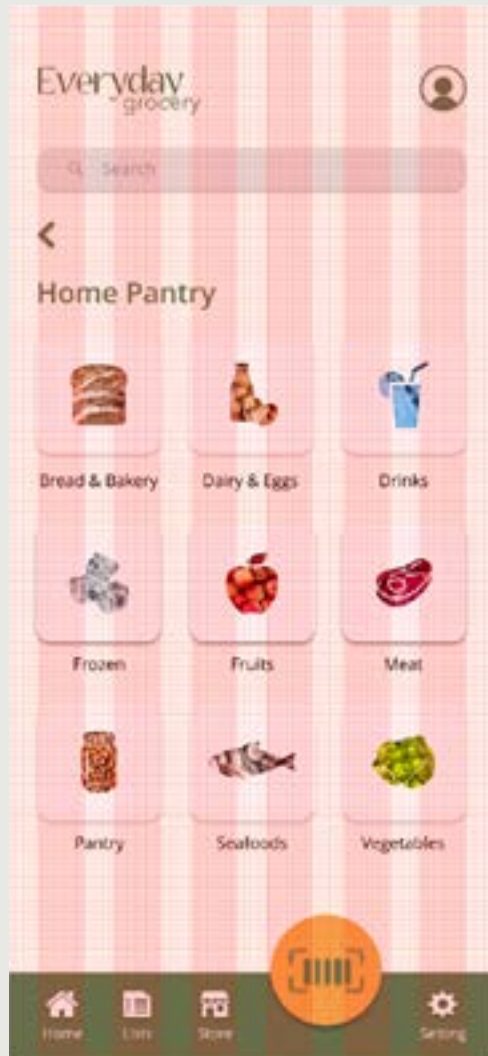 Everyday
grocery
Search
Home Pantry
Bread & Bakery
Dairy & Eggs
Drinks
Frozen
Fruits
Meat
Pantry
Seafoods
Vegetables
Home
Lists
Store
Setting